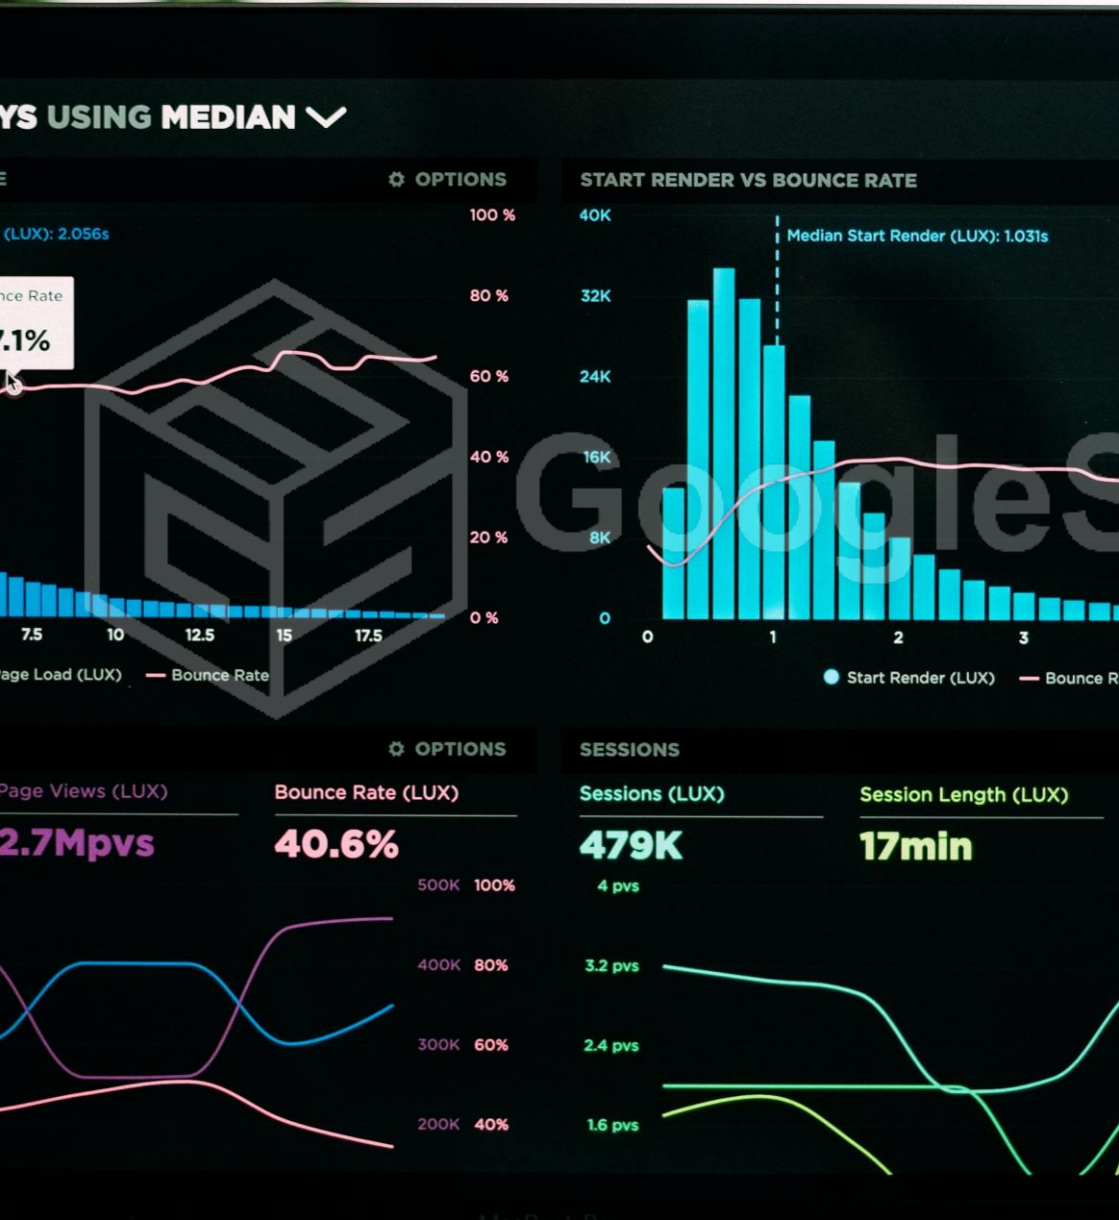 YS USING MEDIAN
E
OPTIONS
START RENDER VS BOUNCE RATE
100 %
40K
(LUX): 2.056s
Median Start Render (LUX): 1.031s
nce Rate
80 %
32K
7.1%
60 %
24K
40 %
16K
GoogleS
20 %
8K
0 %
0
7.5 10 12.5 15 17.5
0 1 2 3
age Load (LUX) Bounce Rate
Start Render (LUX) Bounce R
OPTIONS
SESSIONS
Page Views (LUX) Bounce Rate (LUX)
Sessions (LUX) Session Length (LUX)
2.7Mpvs 40.6%
479K 17min
500K 100%
4 pvs
400K 80%
3.2 pvs
300K 60%
2.4 pvs
200K 40%
1.6 pvs